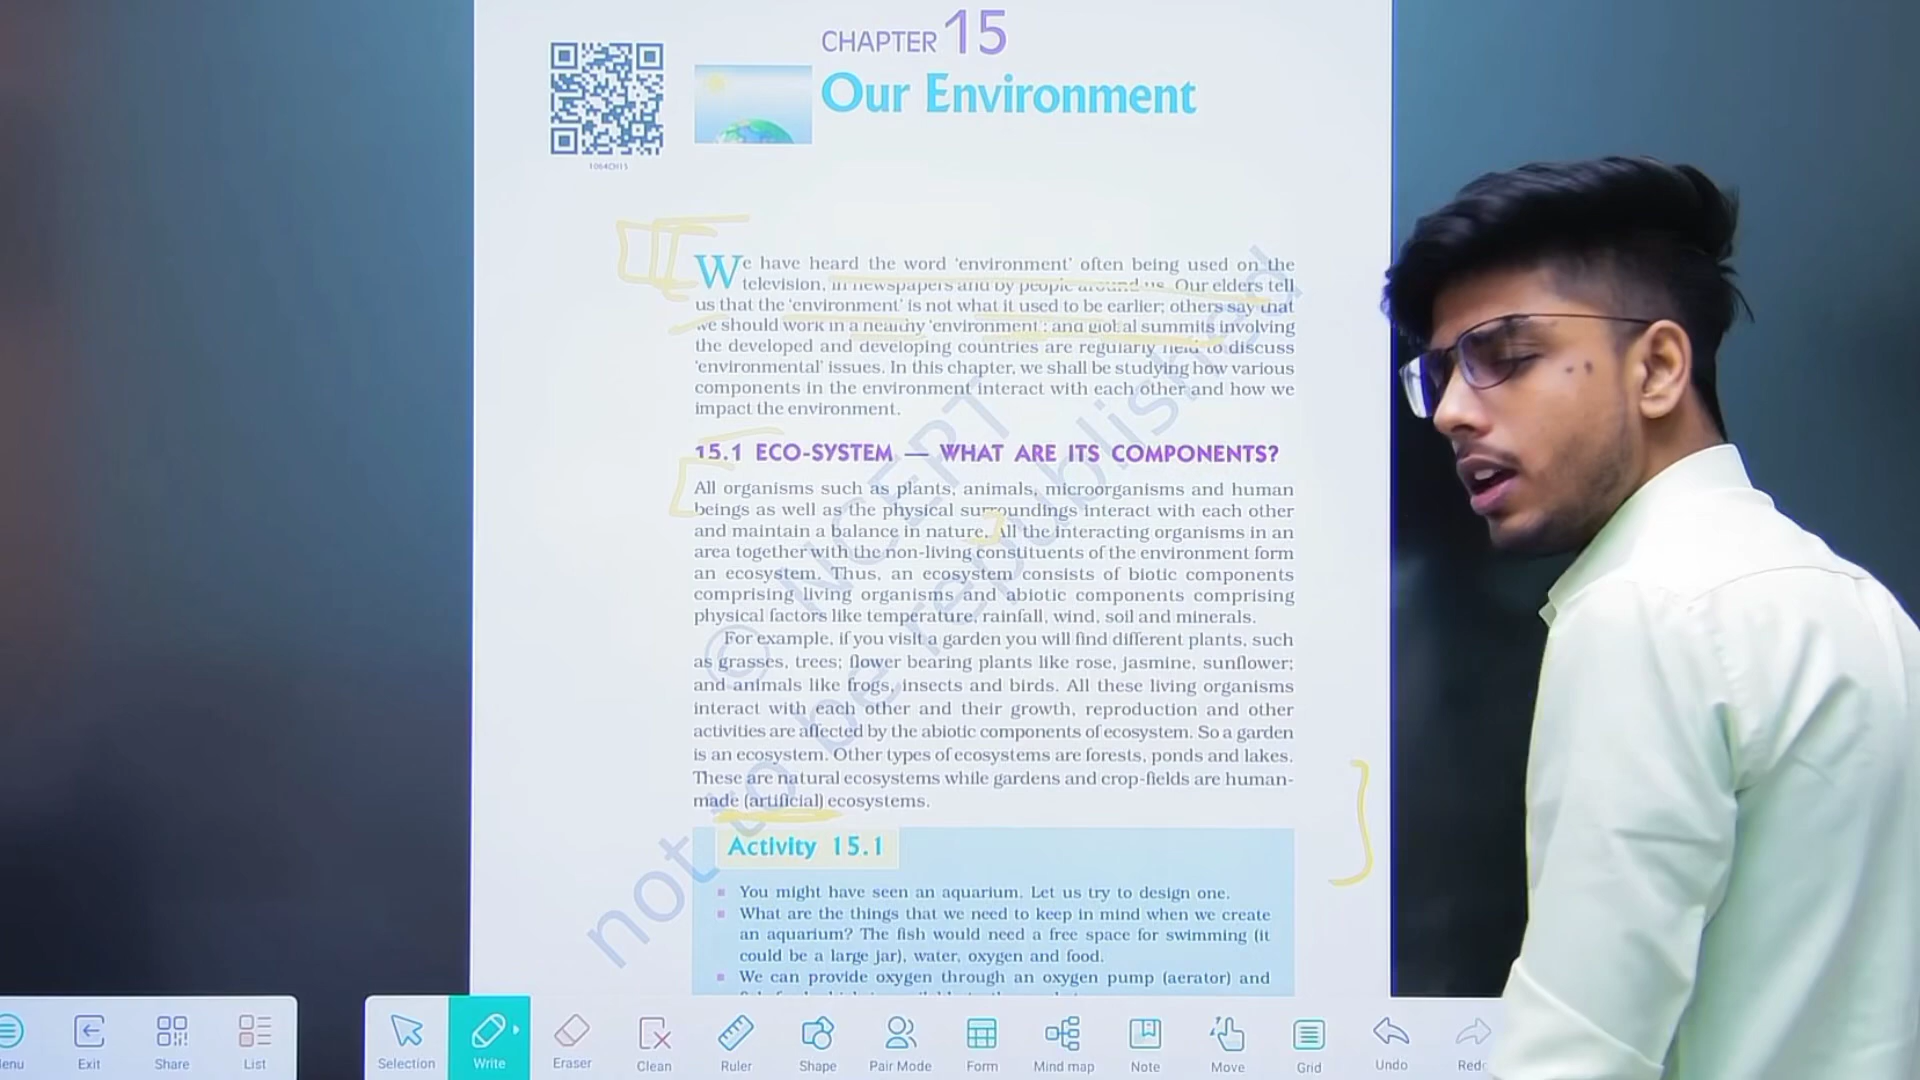 CHAPTER 15
Our Environment
1064CH15
We have heard the word ‘environment’ often being used on the
television, in newspapers and by people around us. Our elders tell
us that the ‘environment’ is not what it used to be earlier; others say that
we should work in a healthy ‘environment’; and global summits involving
the developed and developing countries are regularly held to discuss
‘environmental’ issues. In this chapter, we shall be studying how various
components in the environment interact with each other and how we
impact the environment.
15.1 ECO-SYSTEM — WHAT ARE ITS COMPONENTS?
All organisms such as plants, animals, microorganisms and human
beings as well as the physical surroundings interact with each other
and maintain a balance in nature. All the interacting organisms in an
area together with the non-living constituents of the environment form
an ecosystem. Thus, an ecosystem consists of biotic components
comprising living organisms and abiotic components comprising
physical factors like temperature, rainfall, wind, soil and minerals.
For example, if you visit a garden you will find different plants, such
as grasses, trees; flower bearing plants like rose, jasmine, sunflower;
and animals like frogs, insects and birds. All these living organisms
interact with each other and their growth, reproduction and other
activities are affected by the abiotic components of ecosystem. So a garden
is an ecosystem. Other types of ecosystems are forests, ponds and lakes.
These are natural ecosystems while gardens and crop-fields are human-
made (artificial) ecosystems.
Activity 15.1
You might have seen an aquarium. Let us try to design one.
What are the things that we need to keep in mind when we create
an aquarium? The fish would need a free space for swimming (it
could be a large jar), water, oxygen and food.
We can provide oxygen through an oxygen pump (aerator) and
© NCERT
not to be republished
enu
Exit
Share
List
Selection
Write
Eraser
Clean
Ruler
Shape
Pair Mode
Form
Mind map
Note
Move
Grid
Undo
Redo